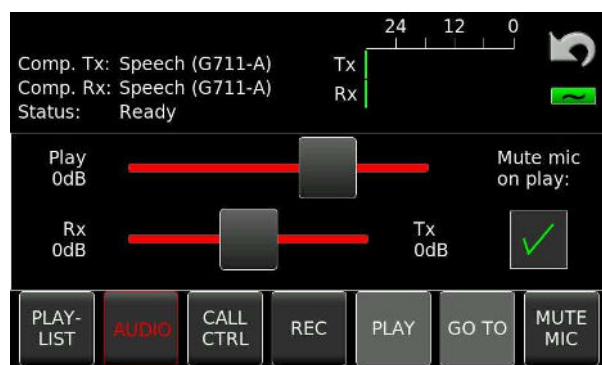 24 12 0
Comp. Tx: Speech (G711-A) Tx
Comp. Rx: Speech (G711-A) Rx
Status: Ready
Play
0dB
Mute mic
on play:
Rx
0dB
Tx
0dB
PLAY-
LIST
AUDIO
CALL
CTRL
REC
PLAY
GO TO
MUTE
MIC